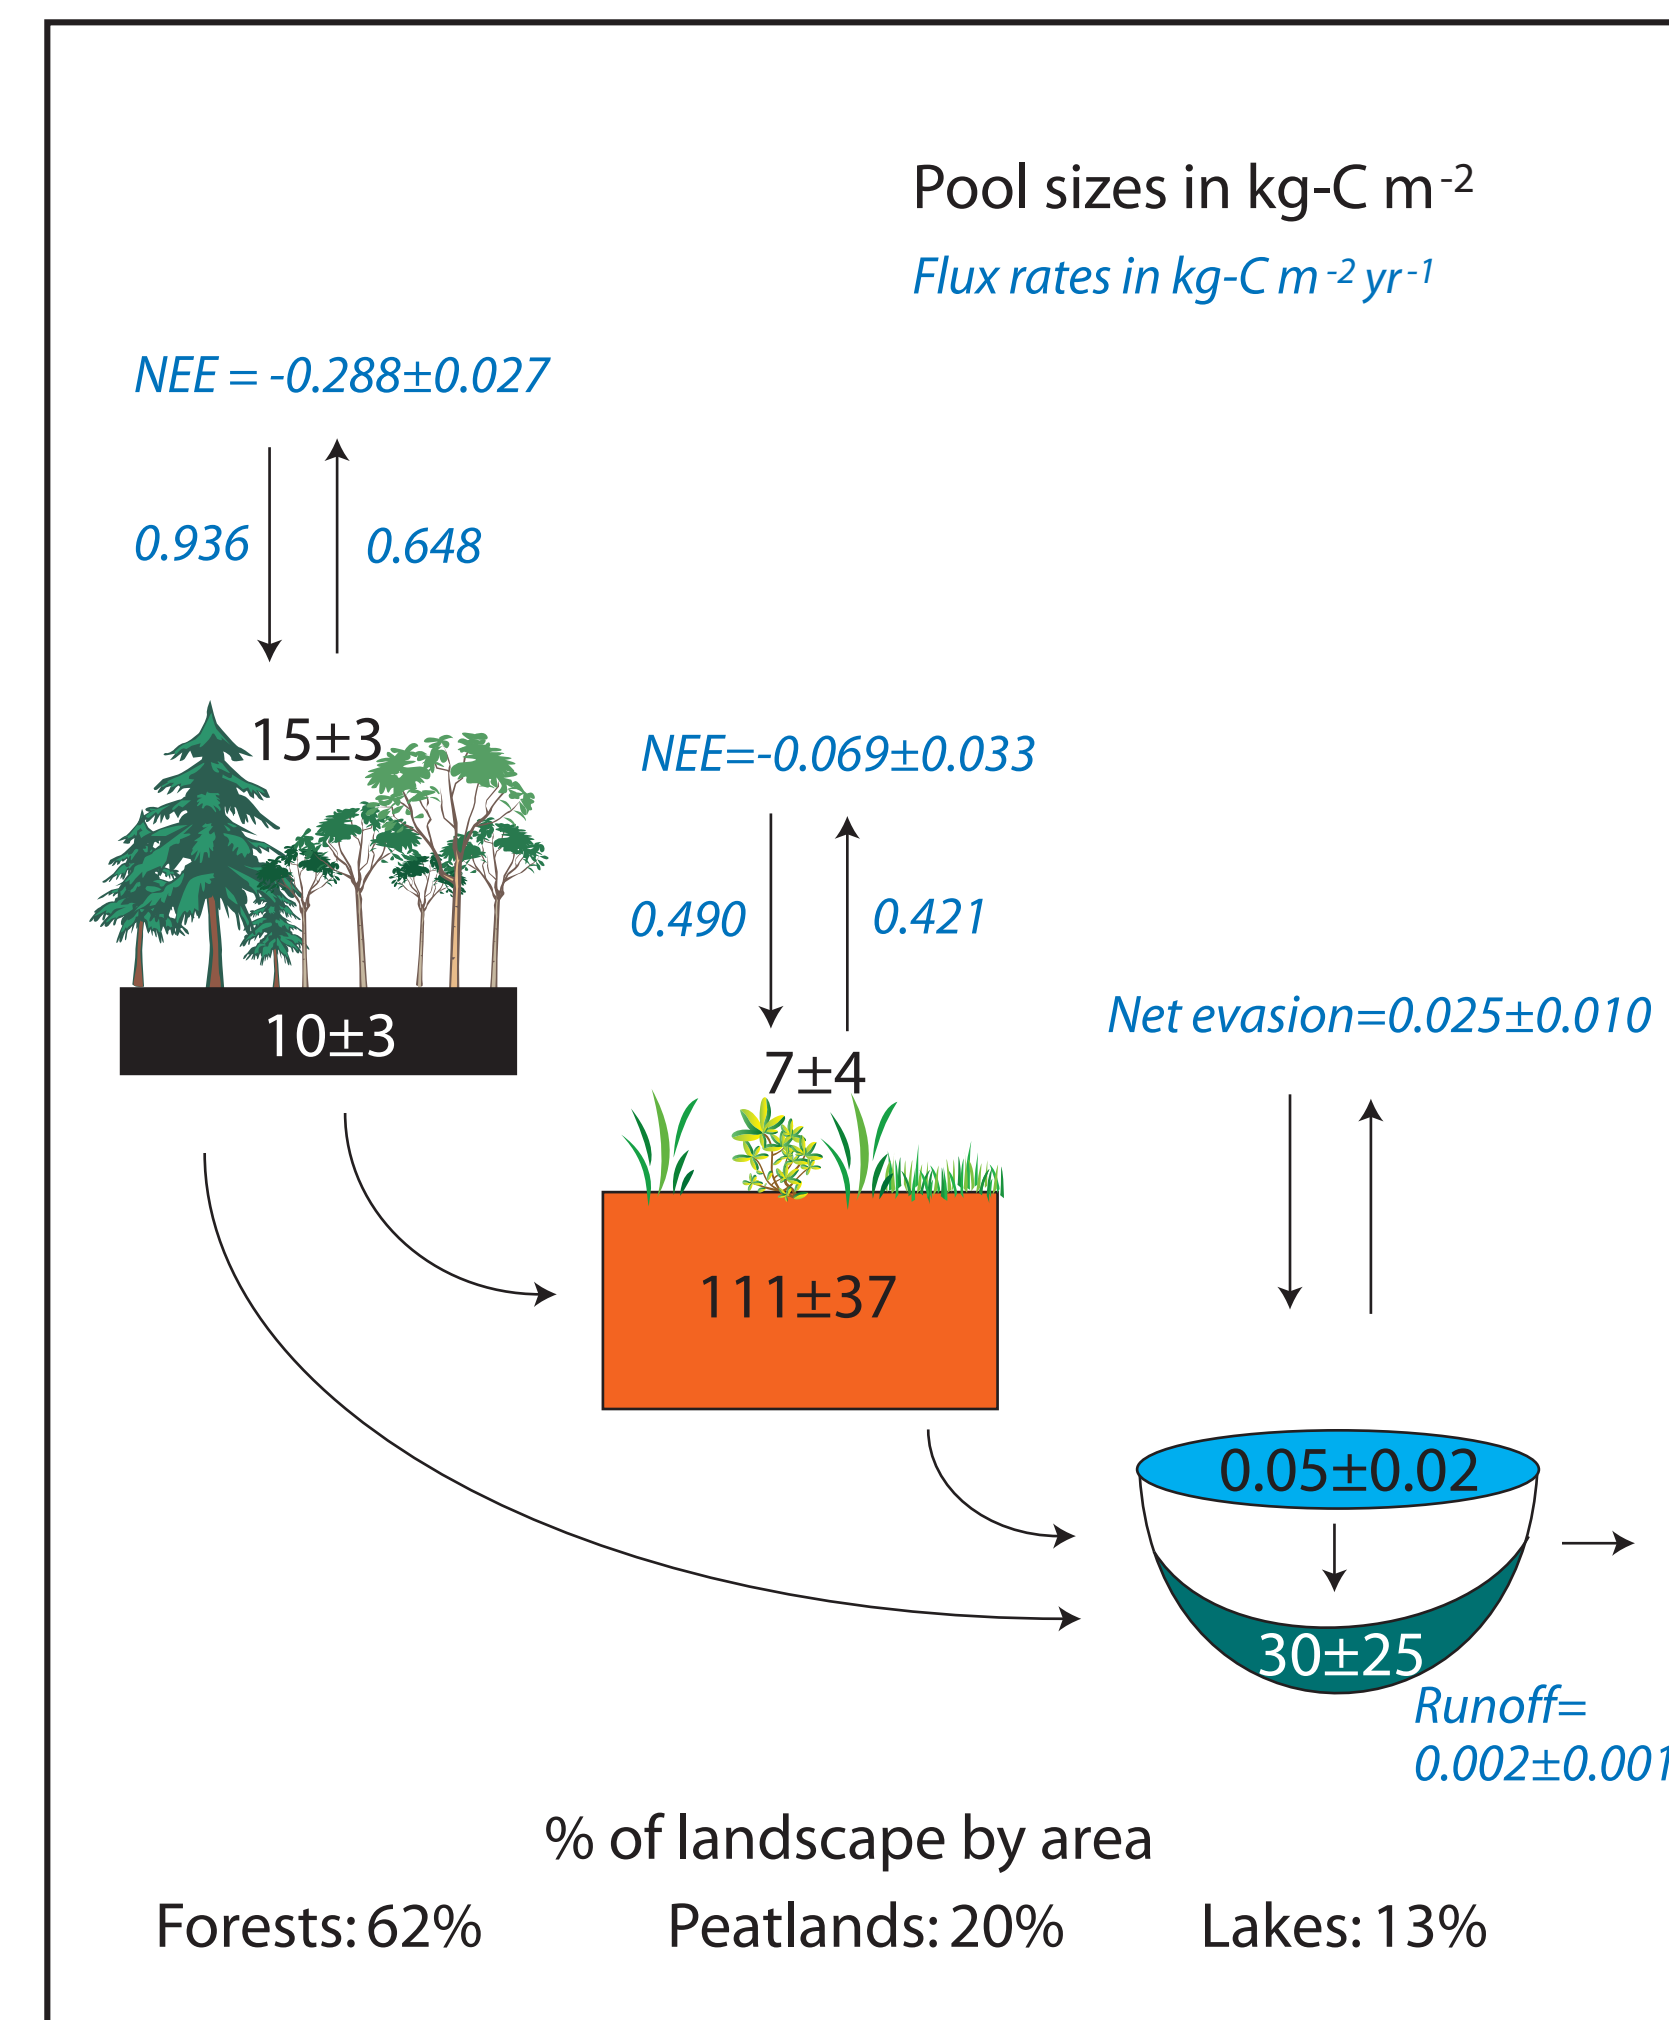 Pool sizes in kg-C m-2
Flux rates in kg-C m-2 yr-1
NEE = -0.288±0.027
0.936
0.648
15±3
10±3
NEE=-0.069±0.033
0.490
0.421
7±4
111±37
Net evasion=0.025±0.010
0.05±0.02
30±25
Runoff=
0.002±0.001
% of landscape by area
Forests: 62%
Peatlands: 20%
Lakes: 13%